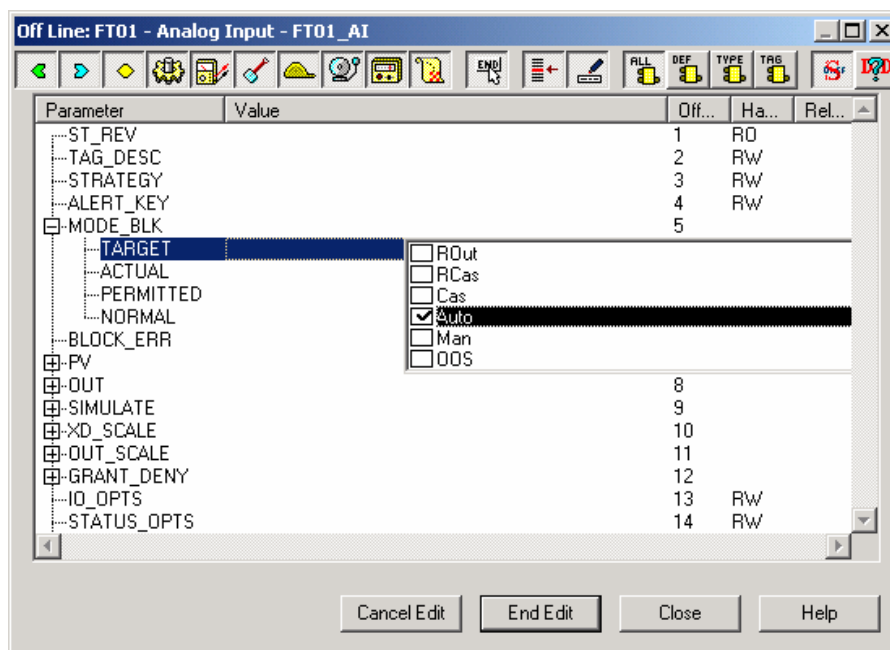 Off Line: FT01 - Analog Input - FT01_AI
END ALL DEF TYPE TAG
Parameter Value Off... Ha... Rel...
ST_REV 1 RO
TAG_DESC 2 RW
STRATEGY 3 RW
ALERT_KEY 4 RW
MODE_BLK 5
TARGET ROut
ACTUAL RCas
PERMITTED Cas
NORMAL Auto
BLOCK_ERR Man
PV OOS
OUT 8
SIMULATE 9
XD_SCALE 10
OUT_SCALE 11
GRANT_DENY 12
IO_OPTS 13 RW
STATUS_OPTS 14 RW
Cancel Edit End Edit Close Help